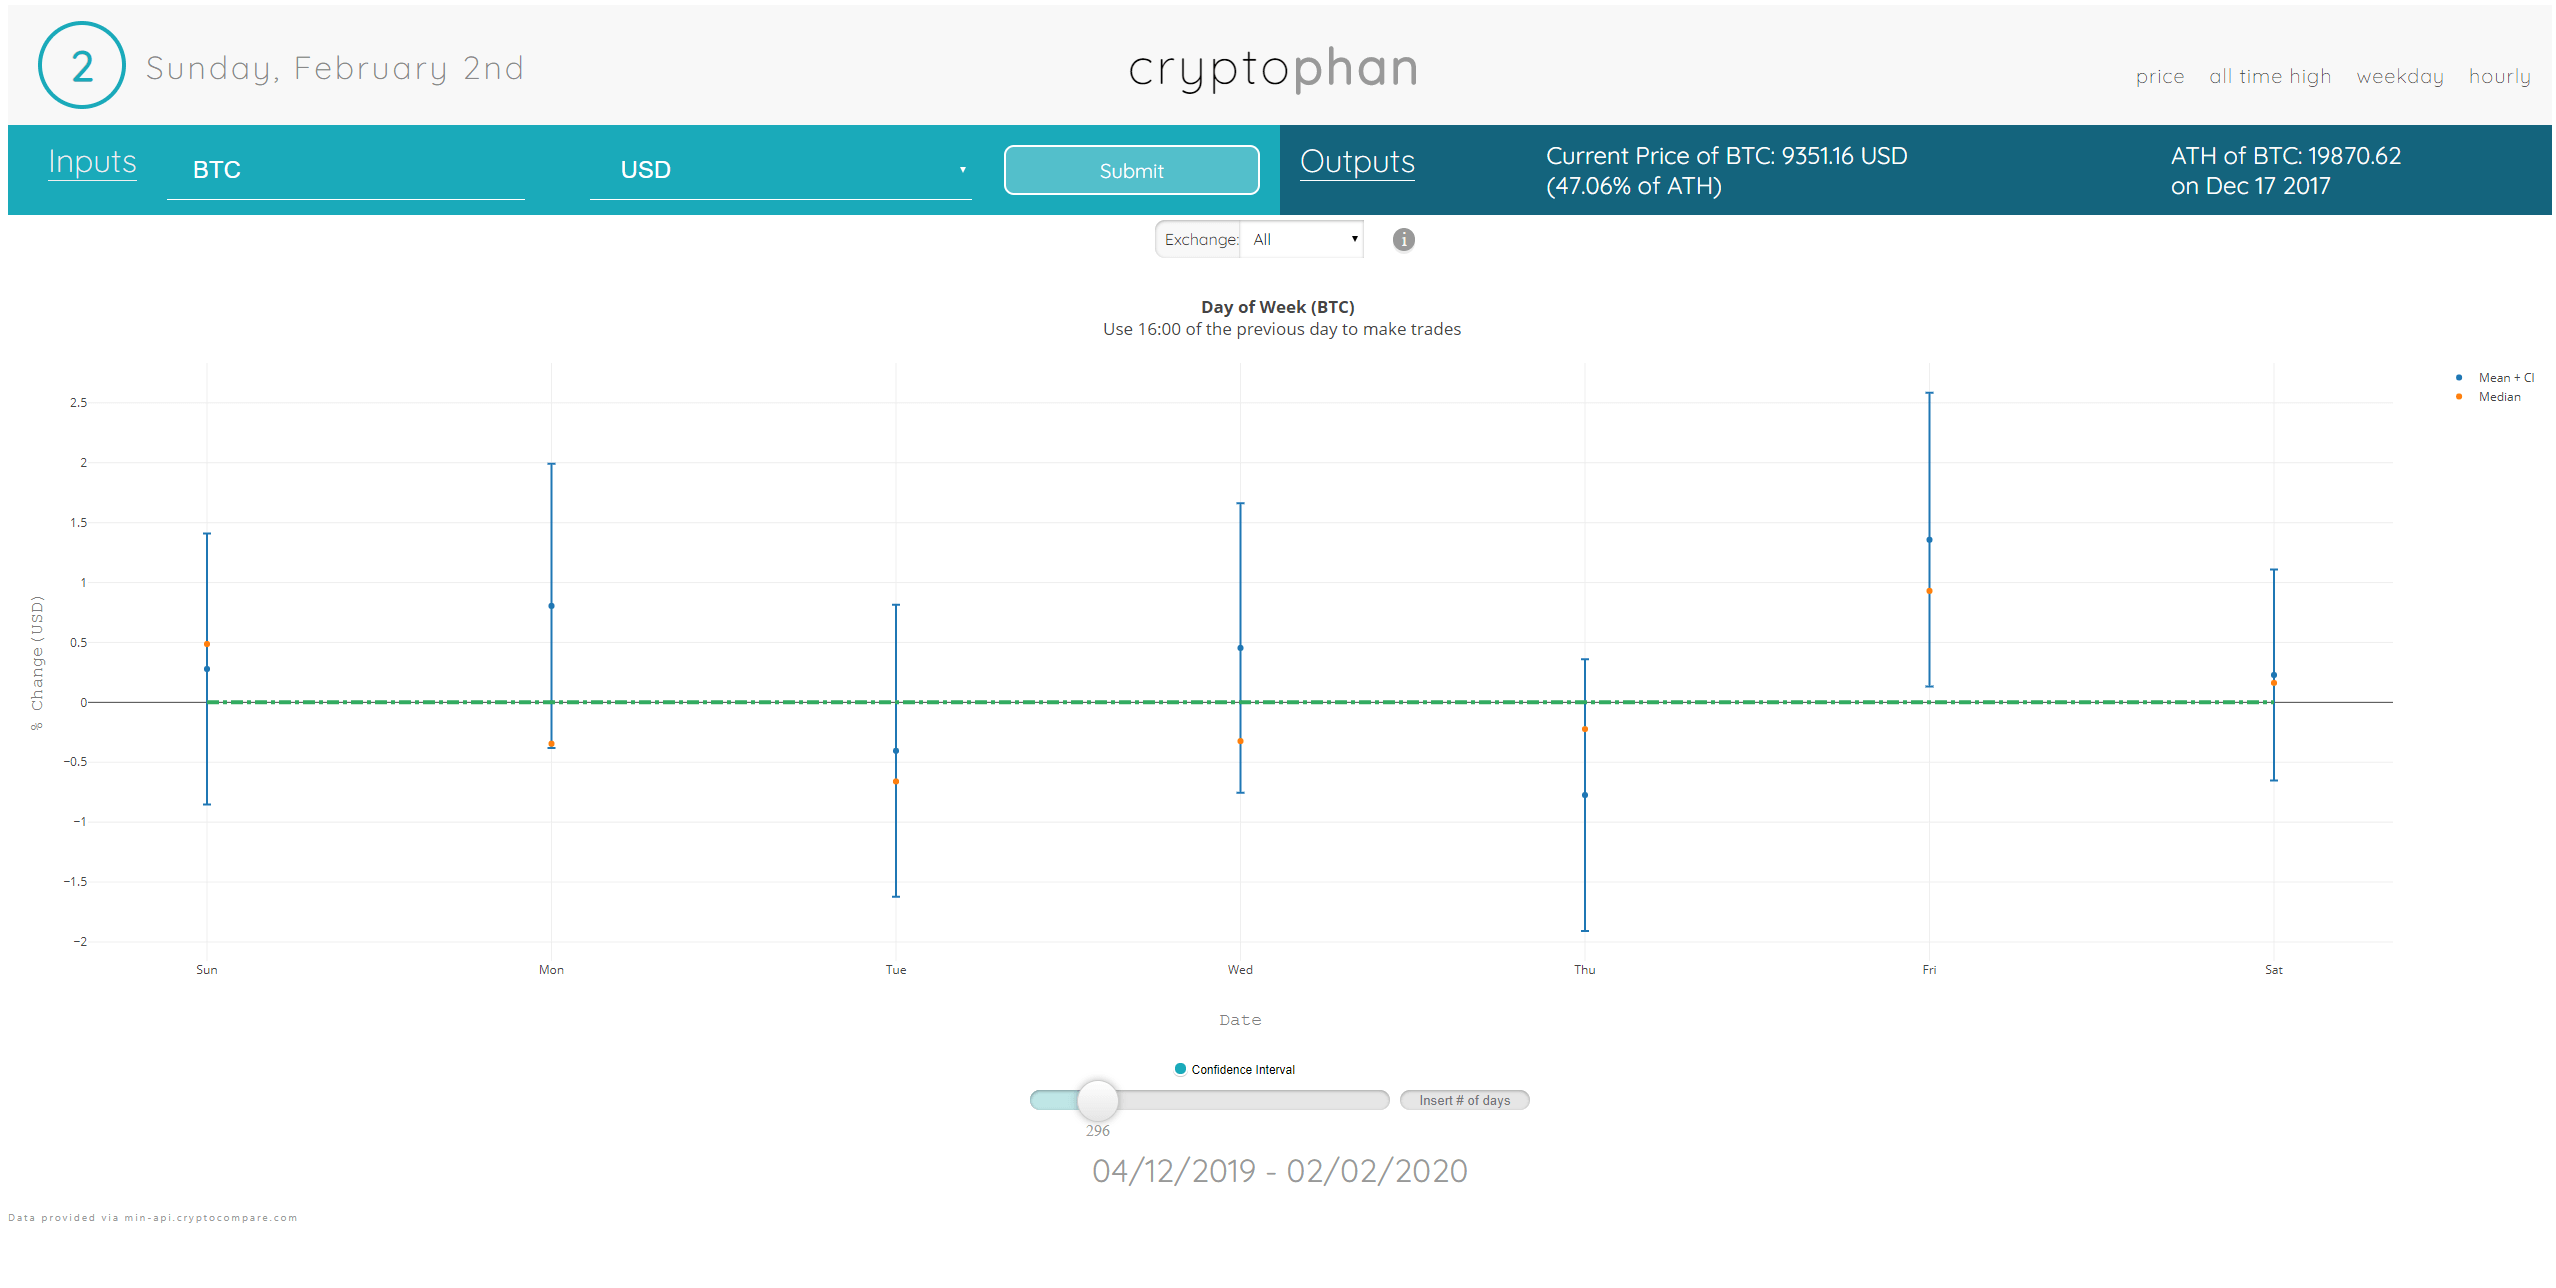 2
Sunday, February 2nd
cryptophan
price all time high weekday hourly
Inputs
BTC
USD
Submit
Outputs
Current Price of BTC: 9351.16 USD
(47.06% of ATH)
ATH of BTC: 19870.62
on Dec 17 2017
Exchange: All
i
Day of Week (BTC)
Use 16:00 of the previous day to make trades
Mean + CI
Median
% Change (USD)
2.5
2
1.5
1
0.5
0
−0.5
−1
−1.5
−2
Sun Mon Tue Wed Thu Fri Sat
Date
Confidence Interval
Insert # of days
296
04/12/2019 - 02/02/2020
Data provided via min-api.cryptocompare.com